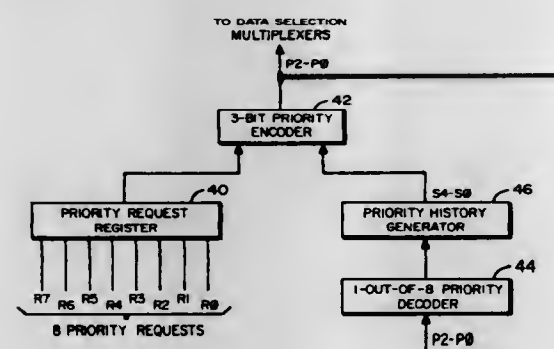 TO DATA SELECTION
MULTIPLEXERS
P2-PØ
42
3-BIT PRIORITY
ENCODER
40
PRIORITY REQUEST
REGISTER
S4-SØ
46
PRIORITY HISTORY
GENERATOR
44
1-OUT-OF-8 PRIORITY
DECODER
R7 R6 R5 R4 R3 R2 R1 RØ
8 PRIORITY REQUESTS
P2-PØ